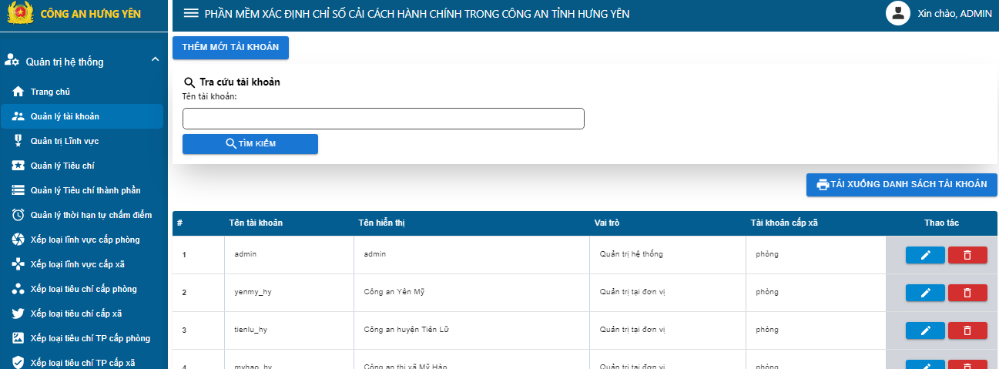 CÔNG AN HƯNG YÊN
PHẦN MỀM XÁC ĐỊNH CHỈ SỐ CẢI CÁCH HÀNH CHÍNH TRONG CÔNG AN TỈNH HƯNG YÊN
Xin chào, ADMIN
Quản trị hệ thống
Trang chủ
Quản lý tài khoản
Quản trị Lĩnh vực
Quản lý Tiêu chí
Quản lý Tiêu chí thành phần
Quản lý thời hạn tự chấm điểm
Xếp loại lĩnh vực cấp phòng
Xếp loại lĩnh vực cấp xã
Xếp loại tiêu chí cấp phòng
Xếp loại tiêu chí cấp xã
Xếp loại tiêu chí TP cấp phòng
Xếp loại tiêu chí TP cấp xã
THÊM MỚI TÀI KHOẢN
Tra cứu tài khoản
Tên tài khoản:
TÌM KIẾM
TẢI XUỐNG DANH SÁCH TÀI KHOẢN
# Tên tài khoản Tên hiển thị Vai trò Tài khoản cấp xã Thao tác
1 admin admin Quản trị hệ thống phòng
2 yenmy_hy Công an Yên Mỹ Quản trị tại đơn vị phòng
3 tienlu_hy Công an huyện Tiên Lữ Quản trị tại đơn vị phòng
4 myhao_hy Công an thị xã Mỹ Hào Quản trị tại đơn vị phòng